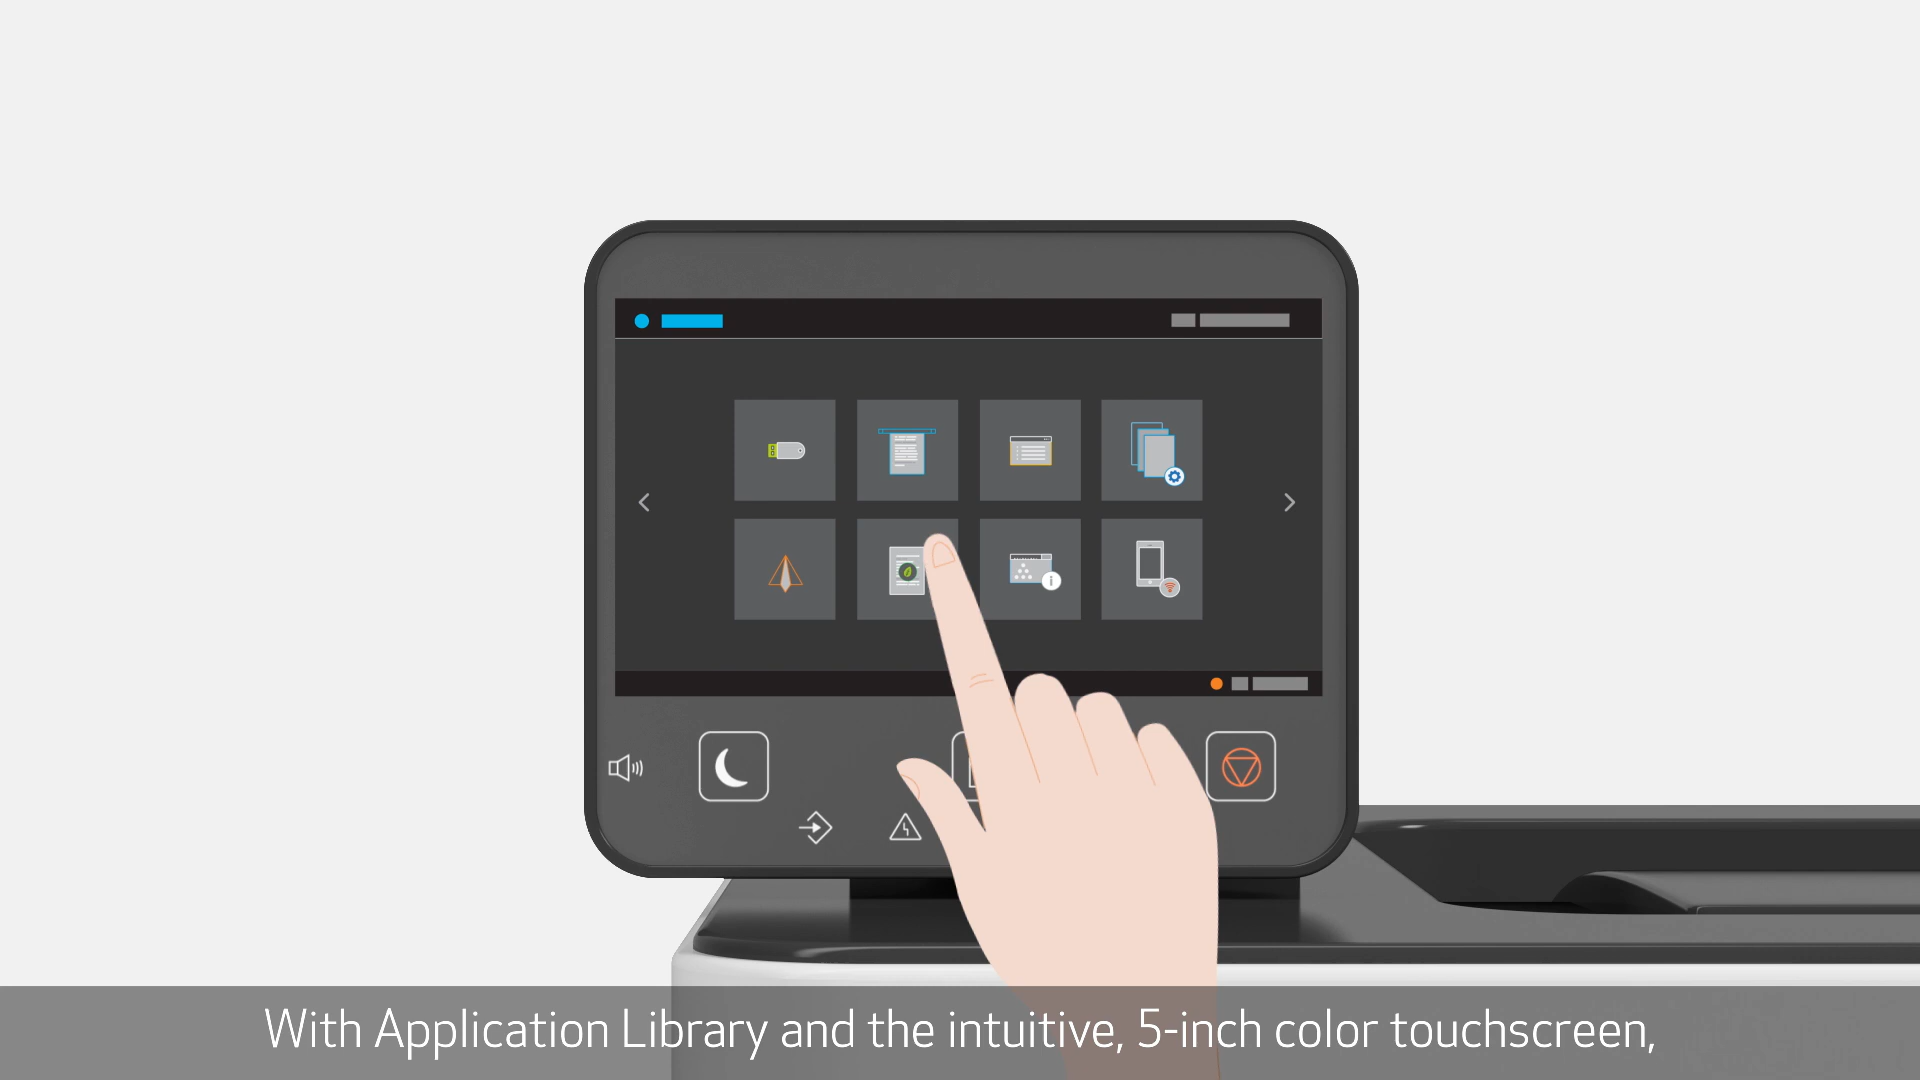 With Application Library and the intuitive, 5-inch color touchscreen,